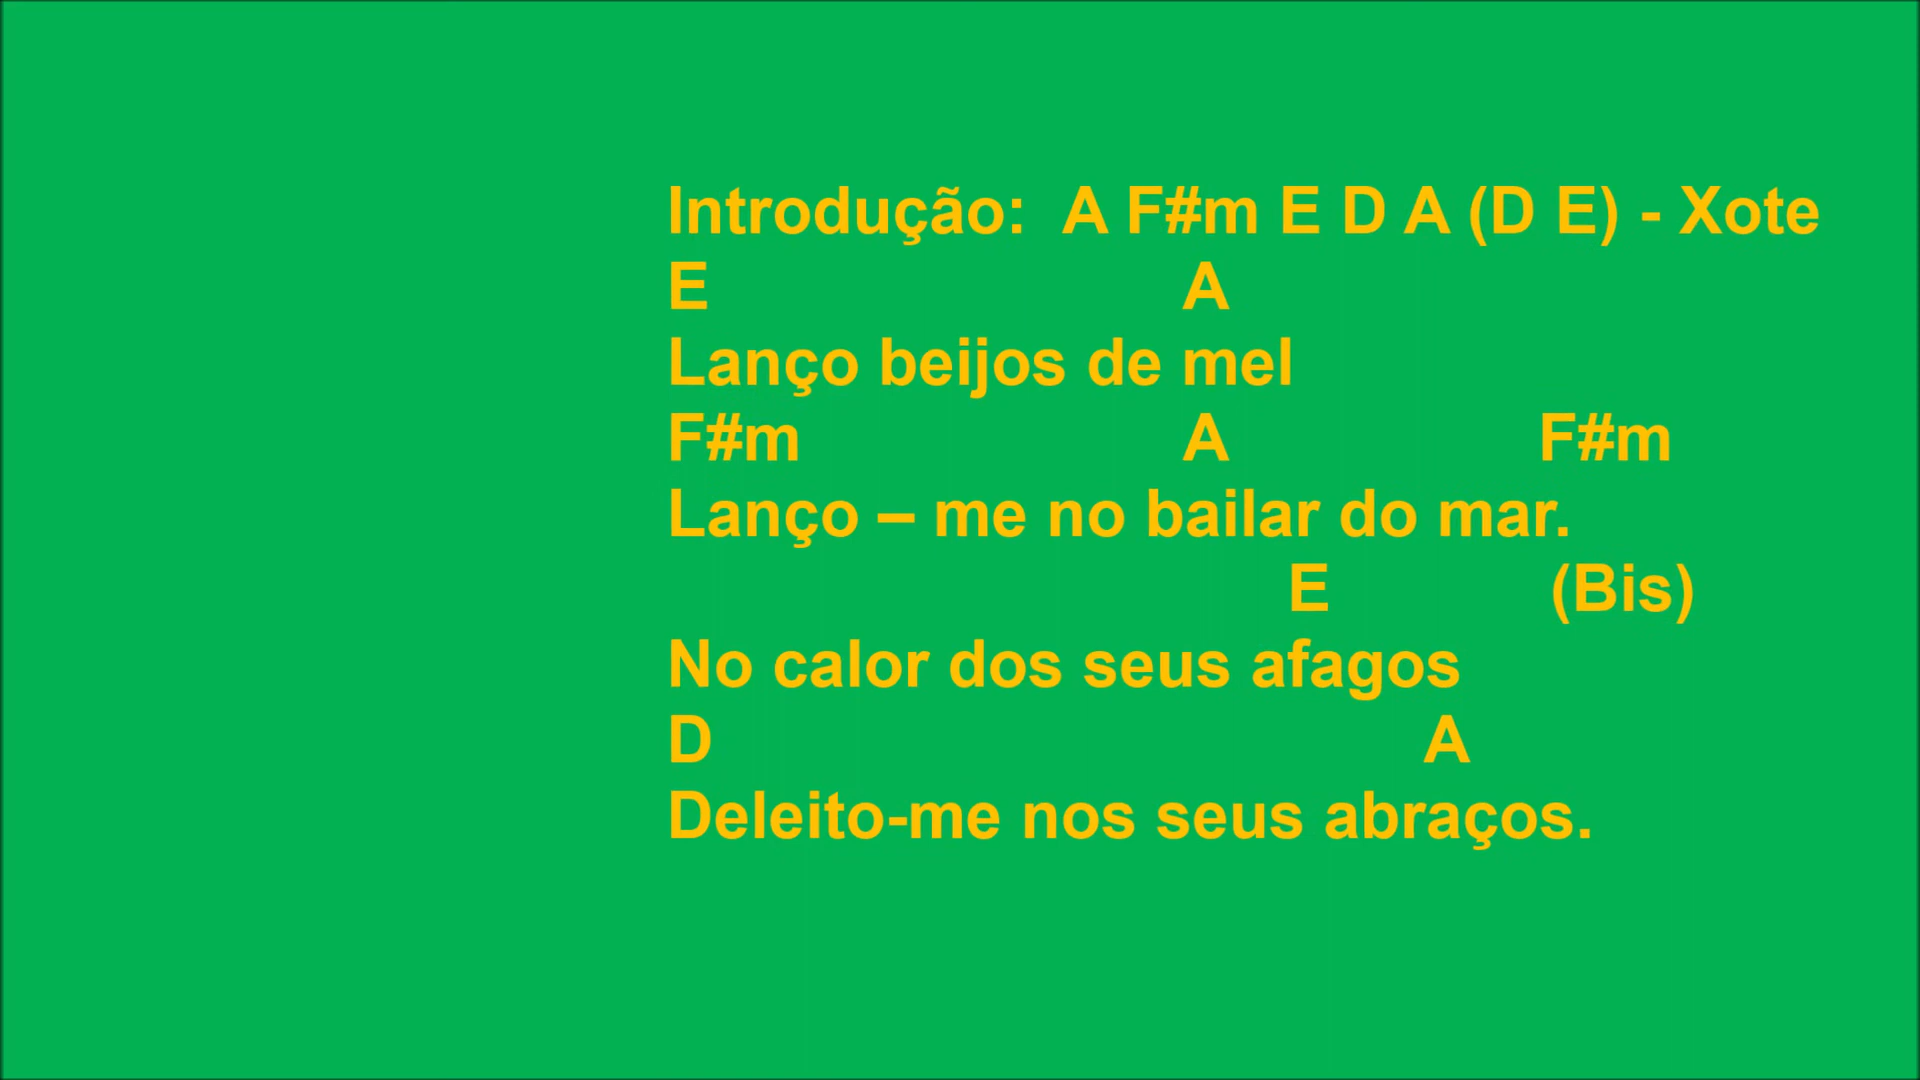 Introdução: A F#m E D A (D E) - Xote
E A
Lanço beijos de mel
F#m A F#m
Lanço – me no bailar do mar.
E (Bis)
No calor dos seus afagos
D A
Deleito-me nos seus abraços.